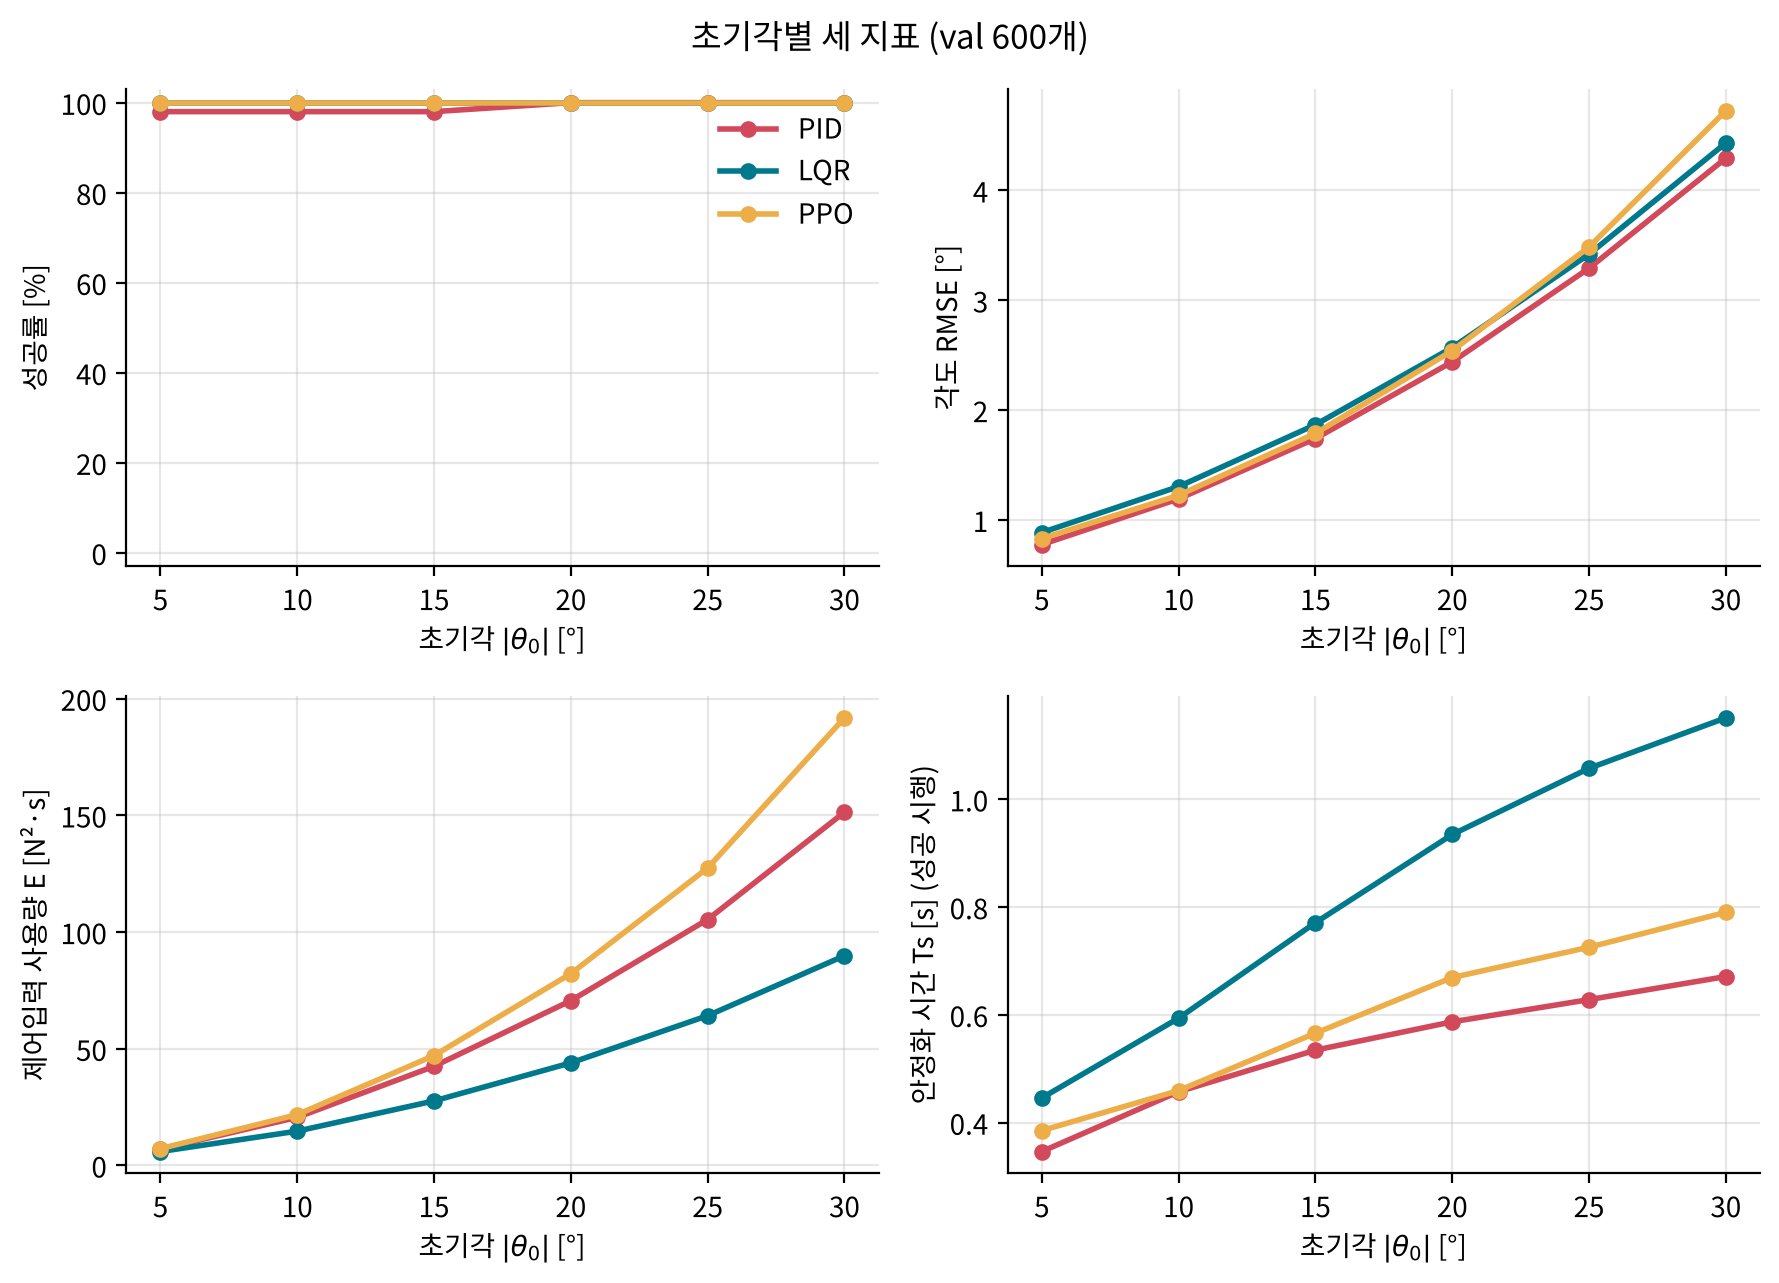 초기각별 세 지표 (val 600개)
성공률 [%]
100
80
60
40
20
0
5 10 15 20 25 30
초기각 |θ₀| [°]
PID
LQR
PPO
각도 RMSE [°]
4
3
2
1
5 10 15 20 25 30
초기각 |θ₀| [°]
제어입력 사용량 E [N²·s]
200
150
100
50
0
5 10 15 20 25 30
초기각 |θ₀| [°]
안정화 시간 Ts [s] (성공 시행)
1.0
0.8
0.6
0.4
5 10 15 20 25 30
초기각 |θ₀| [°]